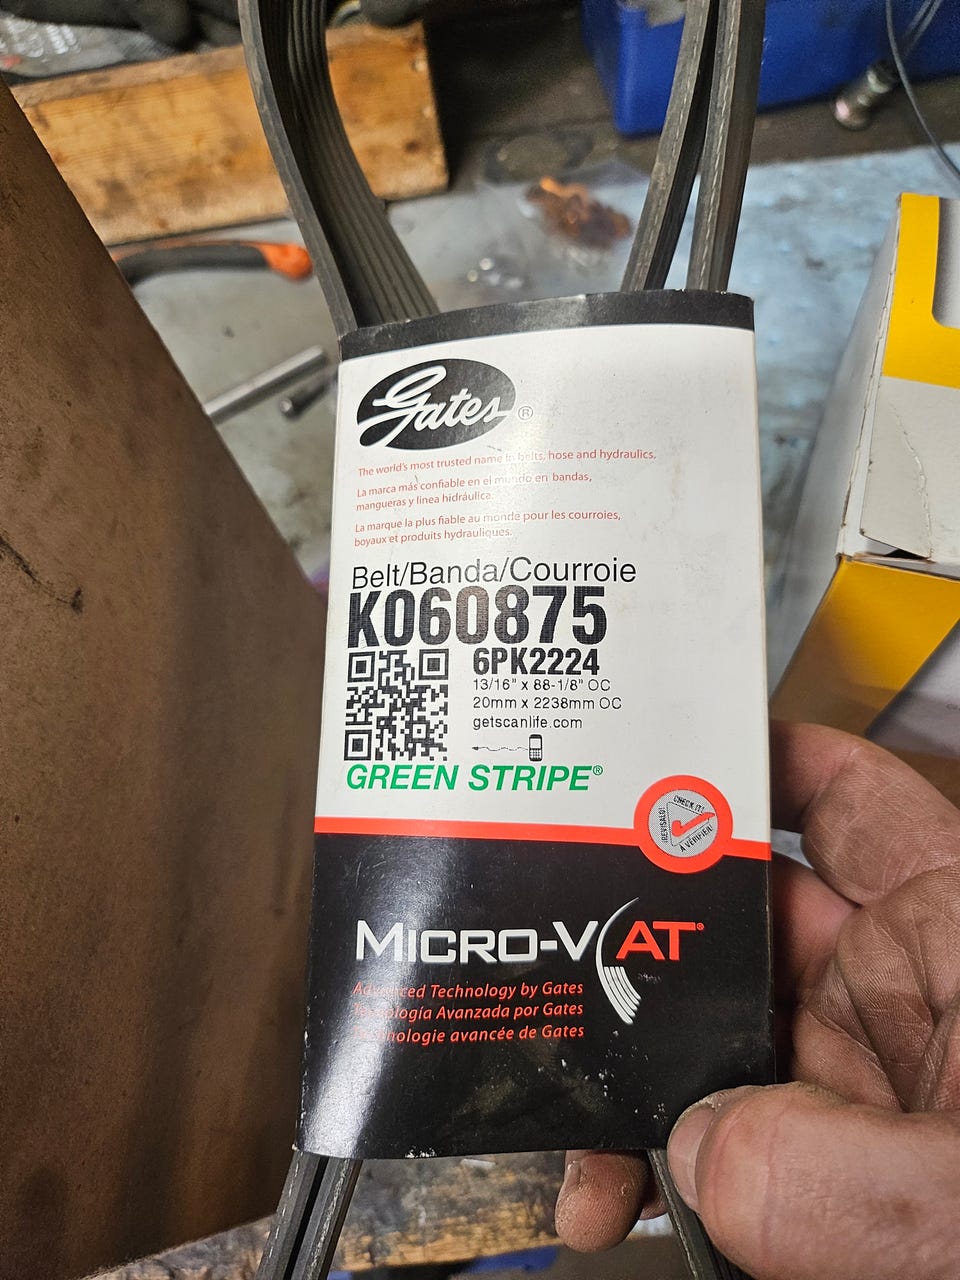 Gates®
The world's most trusted name in belts, hose and hydraulics.
La marca más confiable en el mundo en bandas,
mangueras y linea hidráulica.
La marque la plus fiable au monde pour les courroies,
boyaux et produits hydrauliques.
Belt/Banda/Courroie
K060875
6PK2224
13/16" x 88-1/8" OC
20mm x 2238mm OC
getscanlife.com
GREEN STRIPE®
CHECK IT!
¡REVISALO!
À VÉRIFIER!
MICRO-V AT®
Advanced Technology by Gates
Tecnología Avanzada por Gates
Technologie avancée de Gates